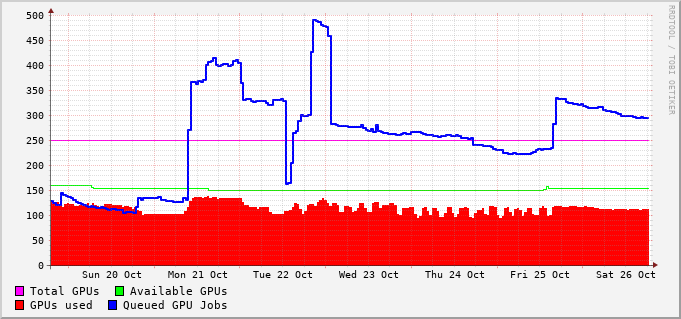 500
450
400
350
300
250
200
150
100
50
0
Sun 20 Oct Mon 21 Oct Tue 22 Oct Wed 23 Oct Thu 24 Oct Fri 25 Oct Sat 26 Oct
Total GPUs Available GPUs
GPUs used Queued GPU Jobs
RRDTOOL / TOBI OETIKER